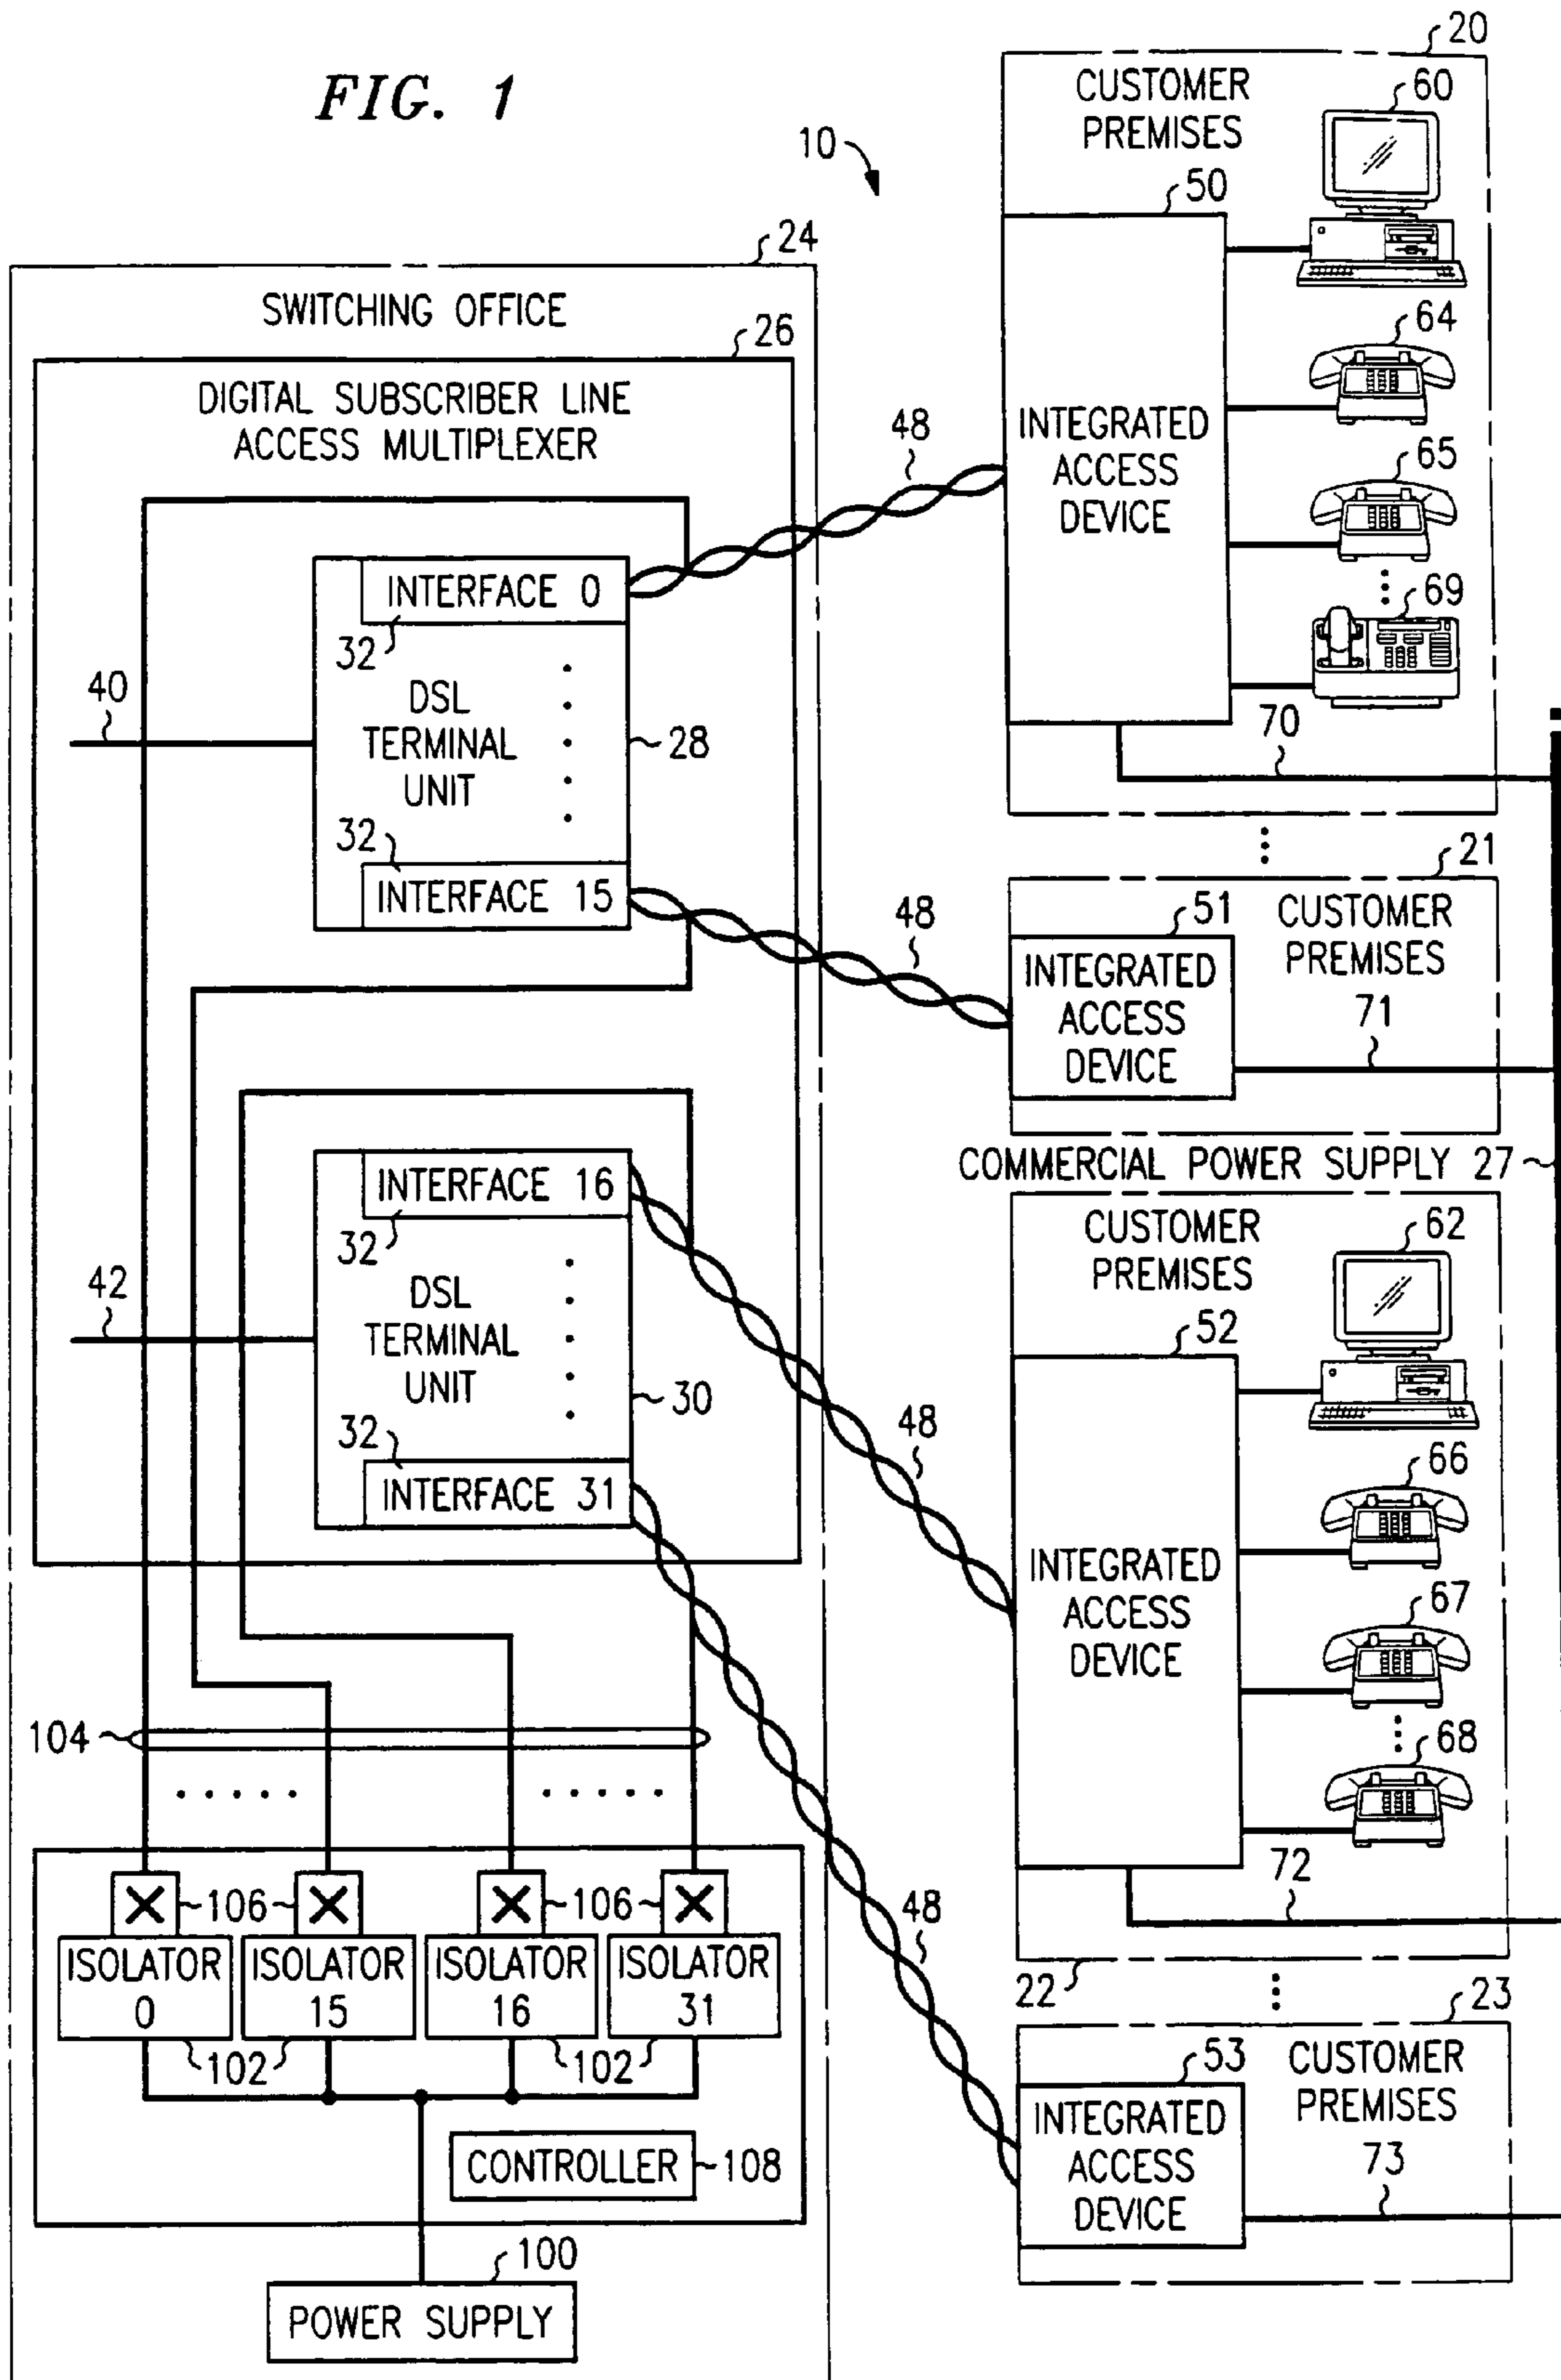 FIG. 1
10
20
CUSTOMER
PREMISES
60
50
64
65
69
INTEGRATED
ACCESS
DEVICE
70
24
SWITCHING OFFICE
26
DIGITAL SUBSCRIBER LINE
ACCESS MULTIPLEXER
48
INTERFACE 0
32
40
DSL
TERMINAL
UNIT
28
32
INTERFACE 15
48
21
51
CUSTOMER
PREMISES
INTEGRATED
ACCESS
DEVICE
71
COMMERCIAL POWER SUPPLY 27
INTERFACE 16
32
42
DSL
TERMINAL
UNIT
30
32
INTERFACE 31
48
CUSTOMER
PREMISES
62
52
66
67
68
INTEGRATED
ACCESS
DEVICE
72
22
104
106
106
ISOLATOR
0
ISOLATOR
15
ISOLATOR
16
ISOLATOR
31
102
102
48
23
53
CUSTOMER
PREMISES
INTEGRATED
ACCESS
DEVICE
73
CONTROLLER
108
100
POWER SUPPLY